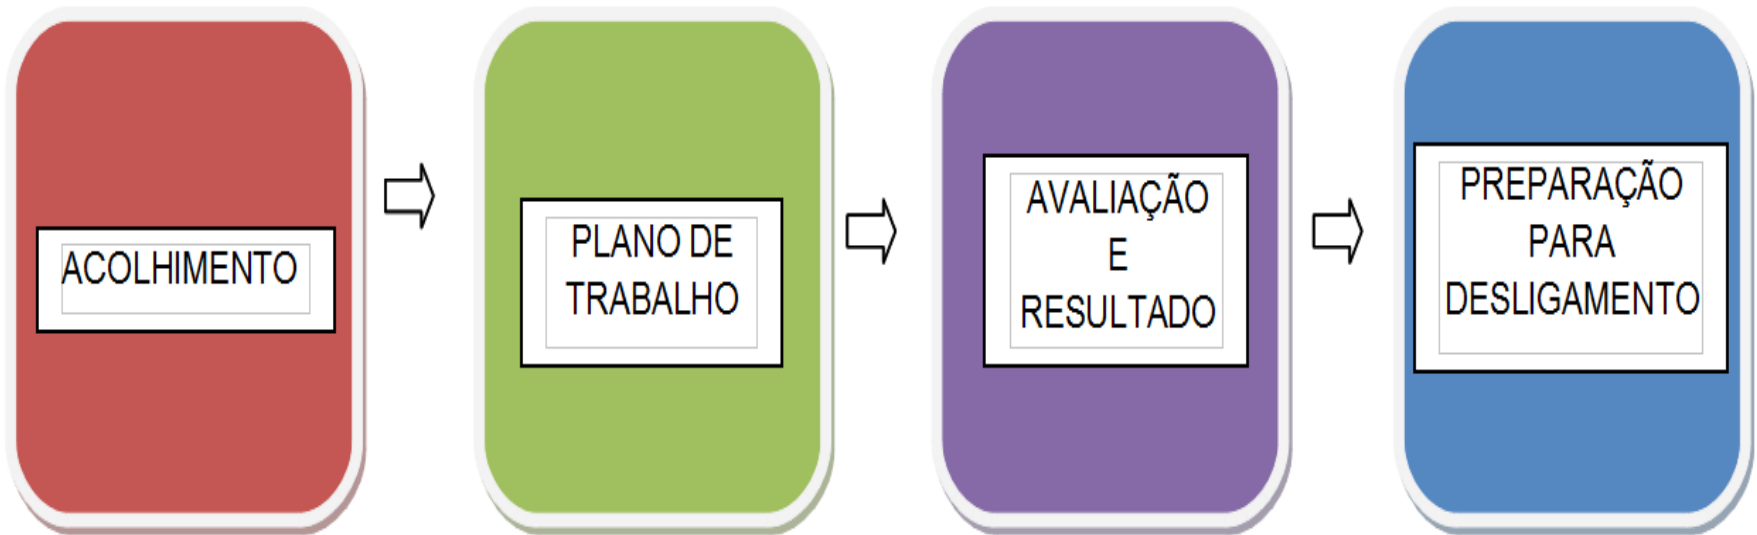 ACOLHIMENTO
PLANO DE
TRABALHO
AVALIAÇÃO
E
RESULTADO
PREPARAÇÃO
PARA
DESLIGAMENTO